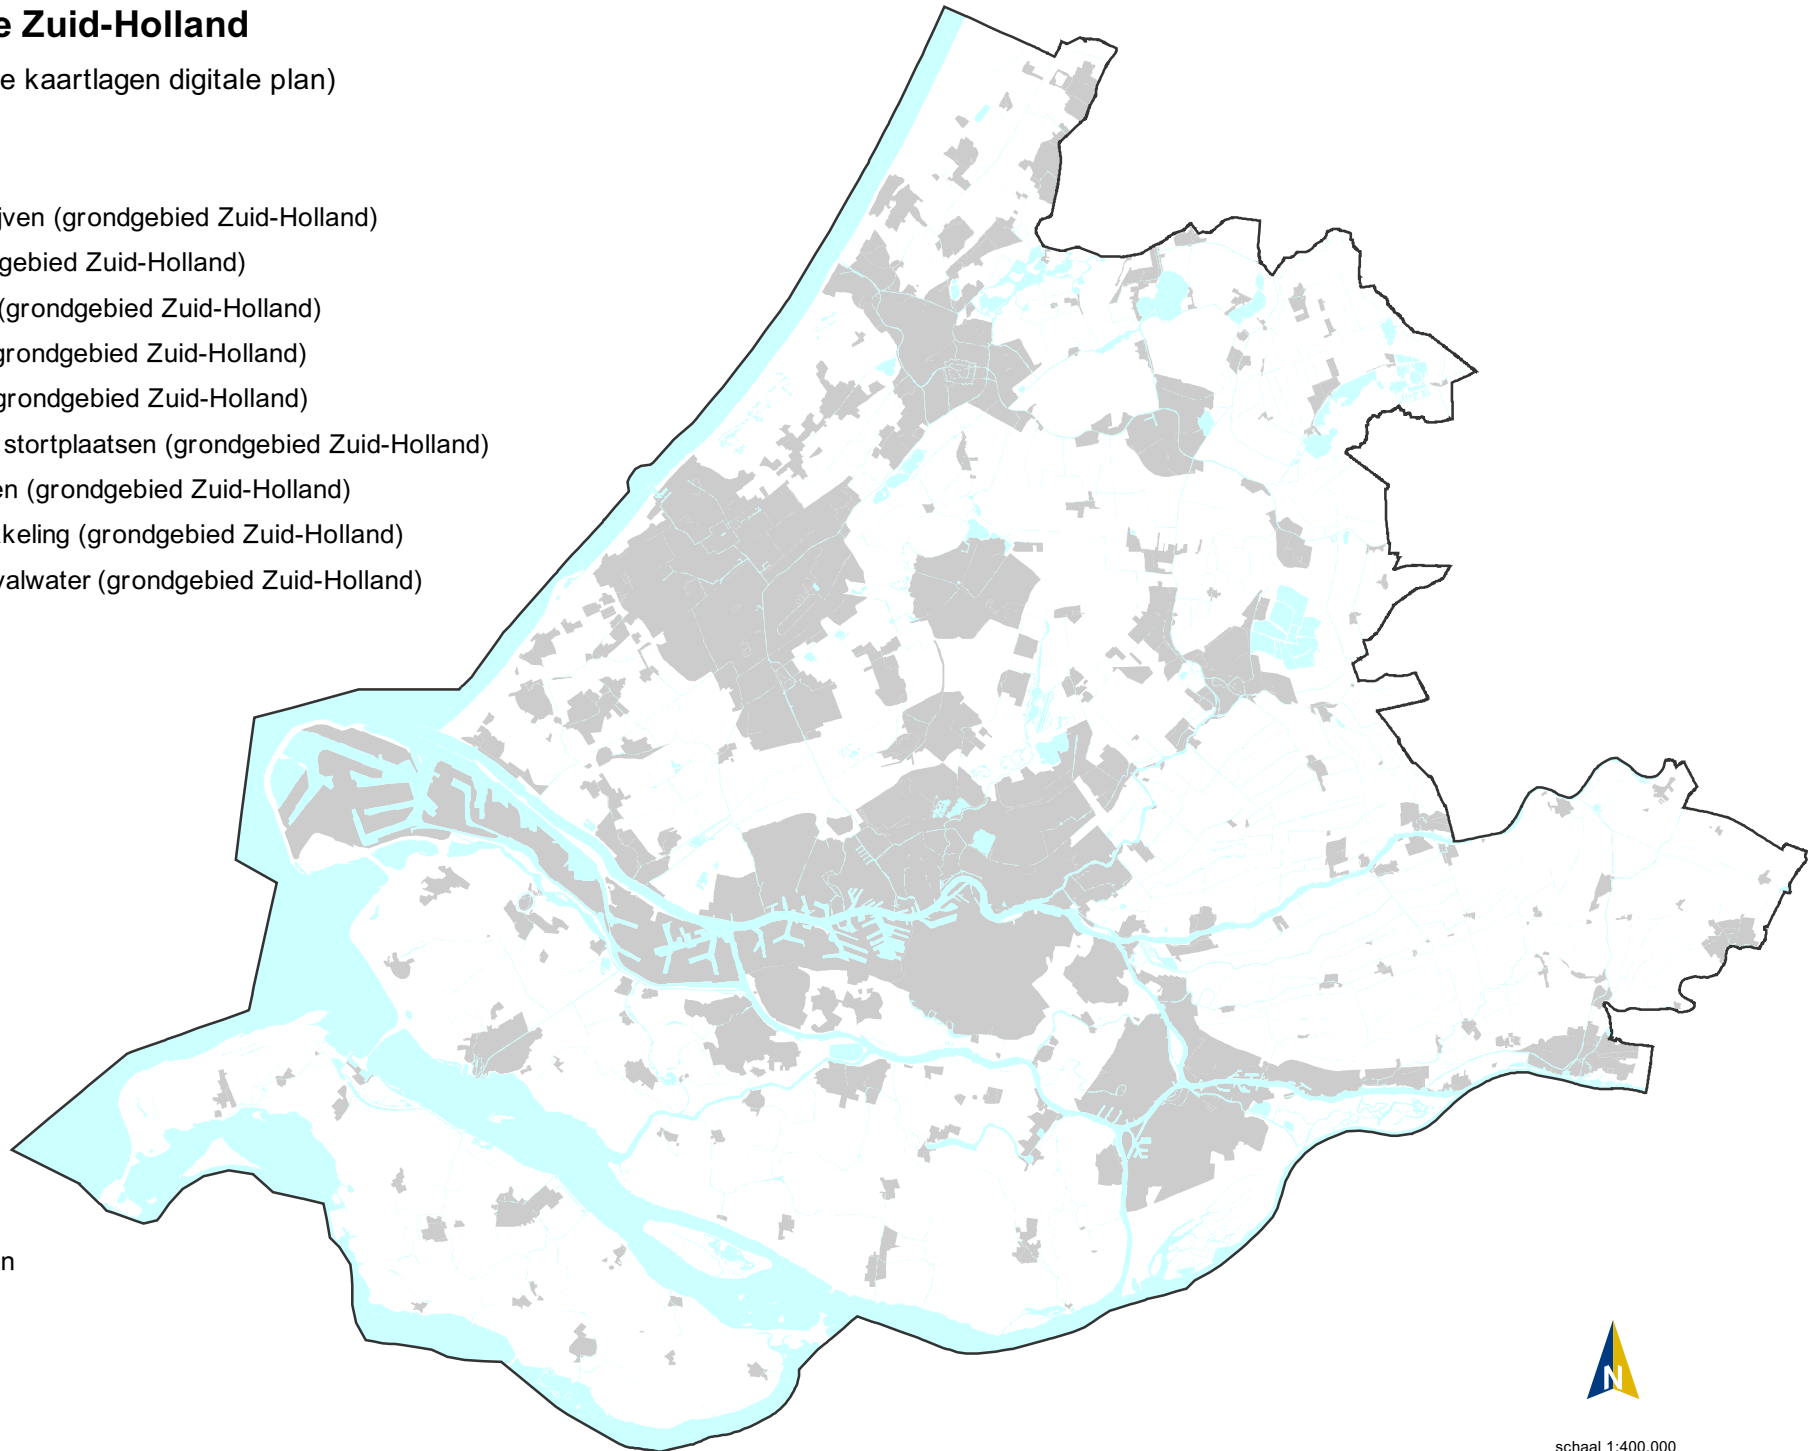 e Zuid-Holland
e kaartlagen digitale plan)
jven (grondgebied Zuid-Holland)
gebied Zuid-Holland)
(grondgebied Zuid-Holland)
grondgebied Zuid-Holland)
grondgebied Zuid-Holland)
stortplaatsen (grondgebied Zuid-Holland)
en (grondgebied Zuid-Holland)
keling (grondgebied Zuid-Holland)
valwater (grondgebied Zuid-Holland)
n
N
schaal 1:400.000